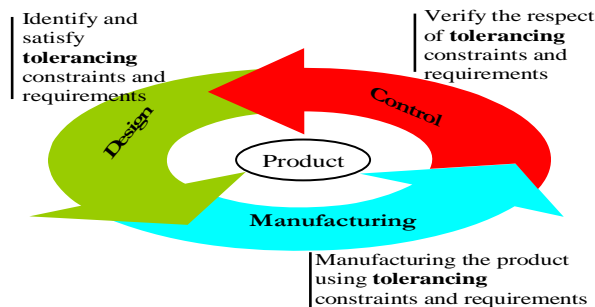 Identify and
satisfy
tolerancing
constraints and
requirements
Verify the respect
of tolerancing
constraints and
requirements
Design
Control
Product
Manufacturing
Manufacturing the product
using tolerancing
constraints and requirements